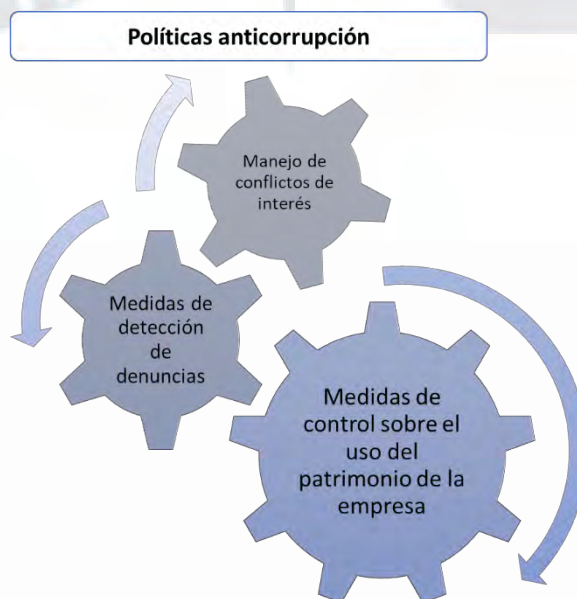 Políticas anticorrupción
Manejo de
conflictos de
interés
Medidas de
detección
de
denuncias
Medidas de
control sobre el
uso del
patrimonio de la
empresa